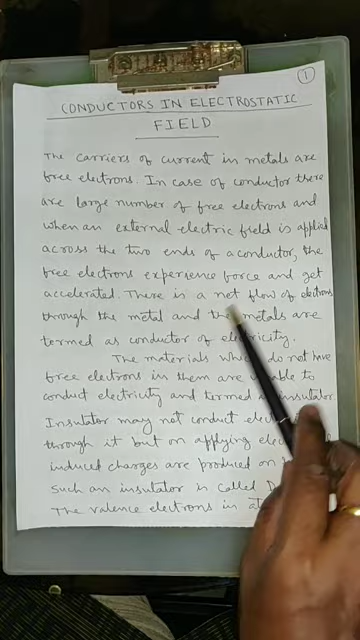 1
CONDUCTORS IN ELECTROSTATIC
FIELD
The carriers of current in metals are
free electrons. In case of conductor there
are large number of free electrons and
when an external electric field is applied
across the two ends of a conductor, the
free electrons experience force and get
accelerated. There is a net flow of electrons
through the metal and the metals are
termed as conductor of electricity.
The materials which do not have
free electrons in them are unable to
conduct electricity and termed as insulator.
Insulator may not conduct
through it but on applying
induced charges are produced on
Such an insulator is called
The valence electrons in